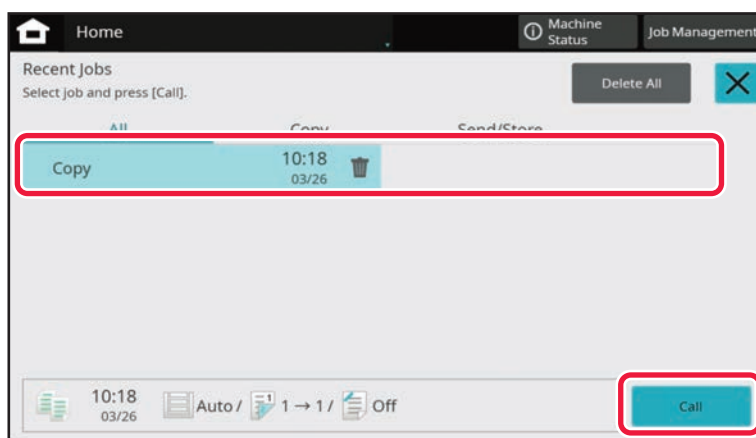 Home
Machine Status
Job Management
Recent Jobs
Select job and press [Call].
Delete All
All
Copy
Send/Store
Copy
10:18
03/26
10:18
03/26
Auto /
1
1 → 1 /
Off
Call